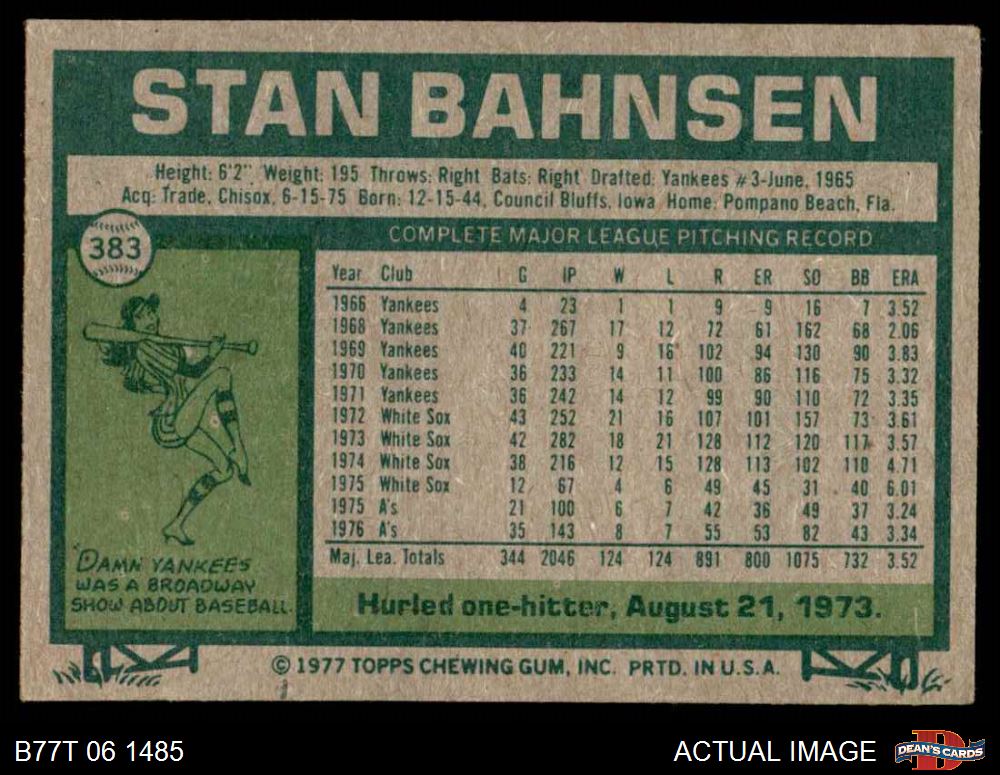 STAN BAHNSEN
Height: 6'2" Weight: 195 Throws: Right Bats: Right Drafted: Yankees #3-June, 1965
Acq: Trade, Chisox, 6-15-75 Born: 12-15-44, Council Bluffs, Iowa Home: Pompano Beach, Fla.
383
COMPLETE MAJOR LEAGUE PITCHING RECORD
Year Club G IP W L R ER SO BB ERA
1966 Yankees 4 23 1 1 9 9 16 7 3.52
1968 Yankees 37 267 17 12 72 61 162 68 2.06
1969 Yankees 40 221 9 16 102 94 130 90 3.83
1970 Yankees 36 233 14 11 100 86 116 75 3.32
1971 Yankees 36 242 14 12 99 90 110 72 3.35
1972 White Sox 43 252 21 16 107 101 157 73 3.61
1973 White Sox 42 282 18 21 128 112 120 117 3.57
1974 White Sox 38 216 12 15 128 113 102 110 4.71
1975 White Sox 12 67 4 6 49 45 31 40 6.01
1975 A's 21 100 6 7 42 36 49 37 3.24
1976 A's 35 143 8 7 55 53 82 43 3.34
Maj. Lea. Totals 344 2046 124 124 891 800 1075 732 3.52
"DAMN YANKEES
WAS A BROADWAY
SHOW ABOUT BASEBALL.
Hurled one-hitter, August 21, 1973.
© 1977 TOPPS CHEWING GUM, INC. PRTD. IN U.S.A.
B77T 06 1485
ACTUAL IMAGE
DEAN'S CARDS